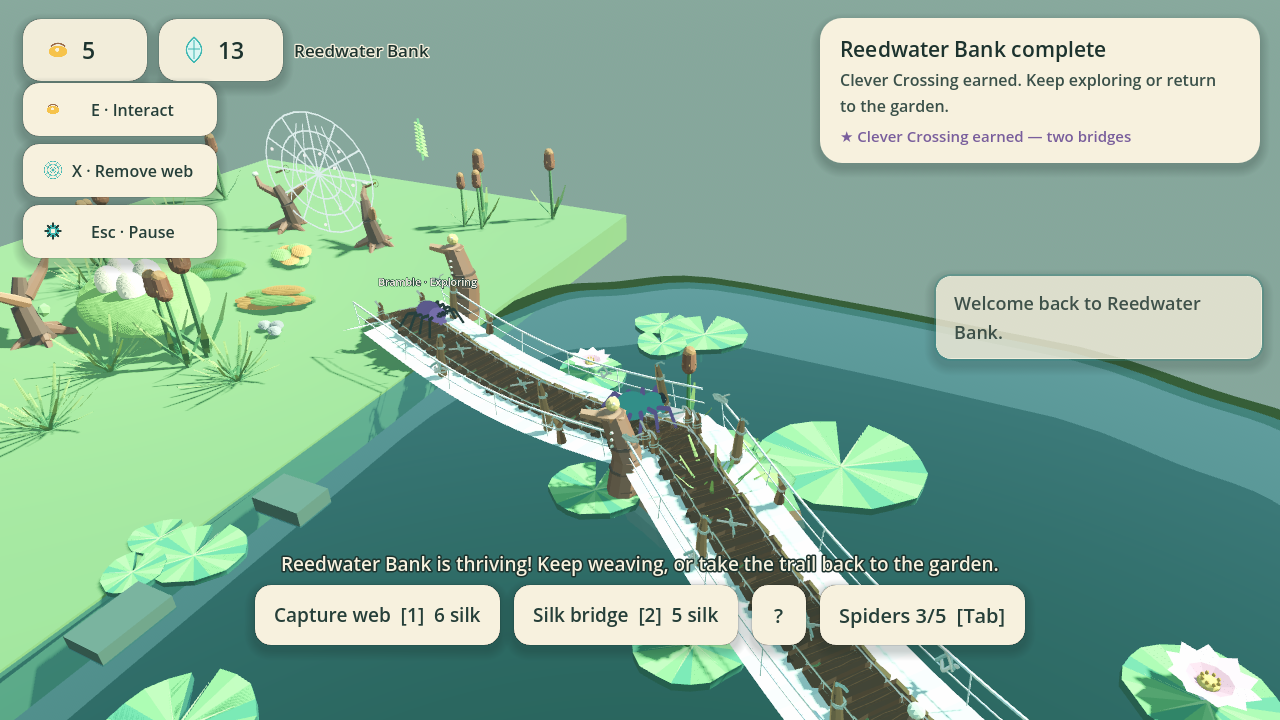 5
13
Reedwater Bank
E · Interact
X · Remove web
Esc · Pause
Reedwater Bank complete
Clever Crossing earned. Keep exploring or return
to the garden.
★ Clever Crossing earned — two bridges
Bramble · Exploring
Welcome back to Reedwater
Bank.
Reedwater Bank is thriving! Keep weaving, or take the trail back to the garden.
Capture web [1] 6 silk
Silk bridge [2] 5 silk
?
Spiders 3/5 [Tab]